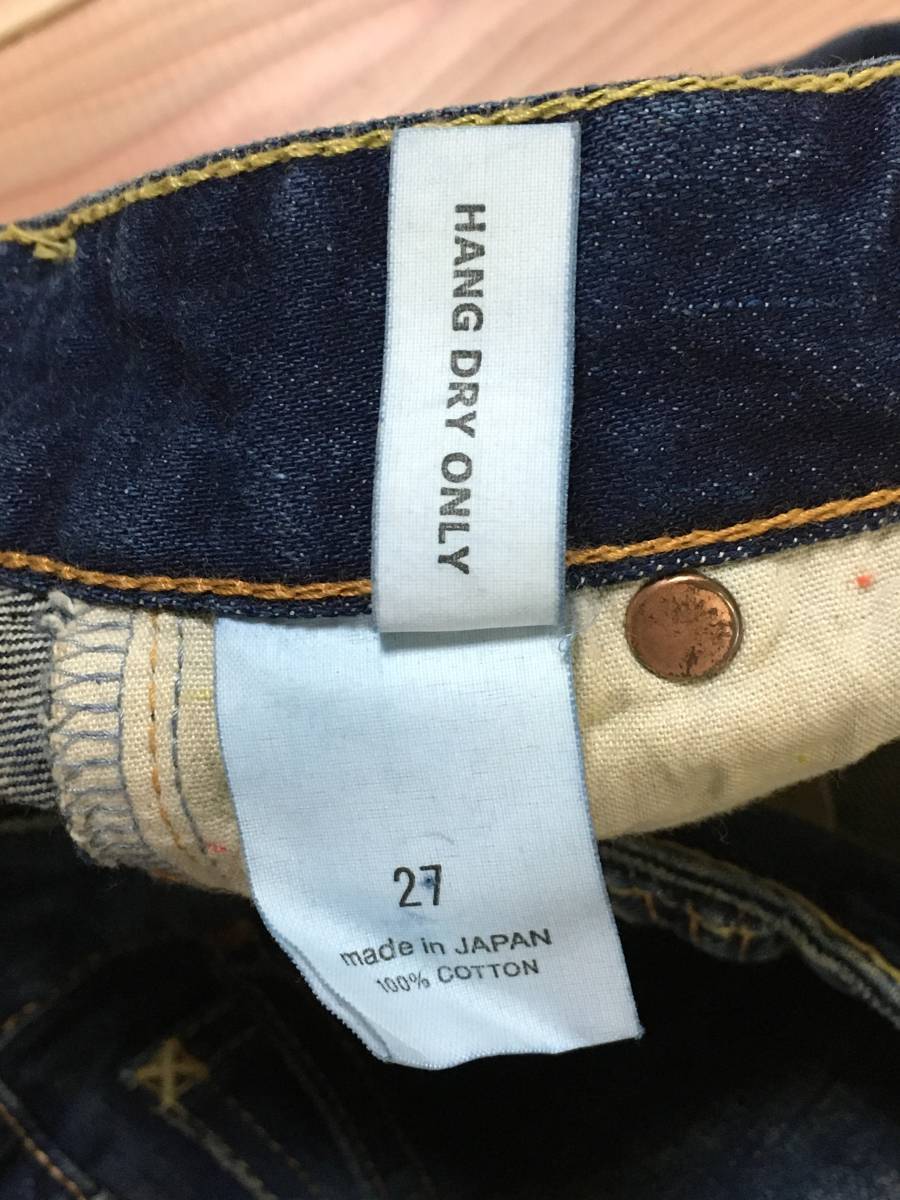 HANG DRY ONLY
27
made in JAPAN
100% COTTON